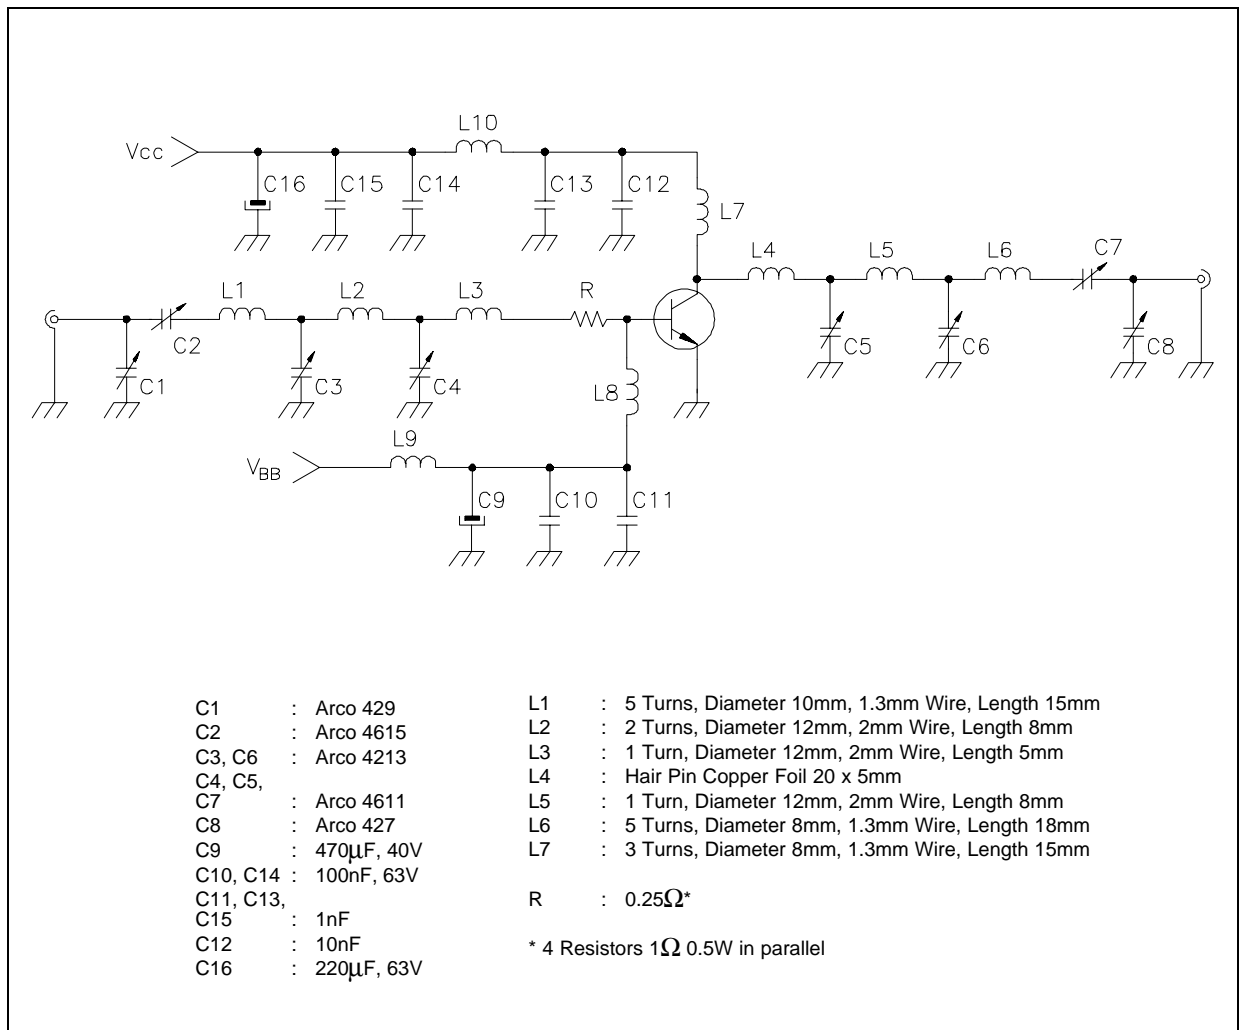 L10
Vcc
C16 C15 C14 C13 C12
L7
L4 L5 L6 C7
L1 L2 L3 R
C2
C1 C3 C4 C5 C6 C8
L8
L9
VBB
C9 C10 C11
C1 : Arco 429
C2 : Arco 4615
C3, C6 : Arco 4213
C4, C5,
C7 : Arco 4611
C8 : Arco 427
C9 : 470μF, 40V
C10, C14 : 100nF, 63V
C11, C13,
C15 : 1nF
C12 : 10nF
C16 : 220μF, 63V
L1 : 5 Turns, Diameter 10mm, 1.3mm Wire, Length 15mm
L2 : 2 Turns, Diameter 12mm, 2mm Wire, Length 8mm
L3 : 1 Turn, Diameter 12mm, 2mm Wire, Length 5mm
L4 : Hair Pin Copper Foil 20 x 5mm
L5 : 1 Turn, Diameter 12mm, 2mm Wire, Length 8mm
L6 : 5 Turns, Diameter 8mm, 1.3mm Wire, Length 18mm
L7 : 3 Turns, Diameter 8mm, 1.3mm Wire, Length 15mm
R : 0.25Ω*
* 4 Resistors 1Ω 0.5W in parallel